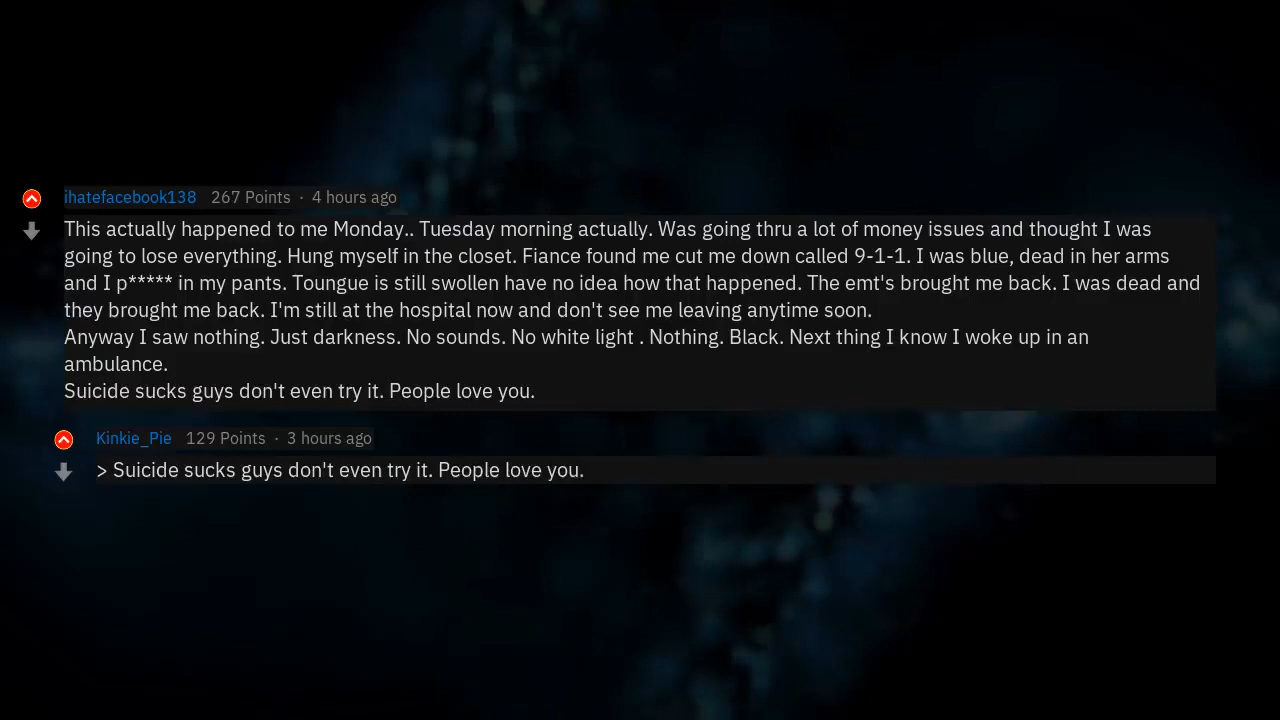 ihatefacebook138 267 Points · 4 hours ago
This actually happened to me Monday.. Tuesday morning actually. Was going thru a lot of money issues and thought I was
going to lose everything. Hung myself in the closet. Fiance found me cut me down called 9-1-1. I was blue, dead in her arms
and I p***** in my pants. Toungue is still swollen have no idea how that happened. The emt's brought me back. I was dead and
they brought me back. I'm still at the hospital now and don't see me leaving anytime soon.
Anyway I saw nothing. Just darkness. No sounds. No white light . Nothing. Black. Next thing I know I woke up in an
ambulance.
Suicide sucks guys don't even try it. People love you.
Kinkie_Pie 129 Points · 3 hours ago
> Suicide sucks guys don't even try it. People love you.